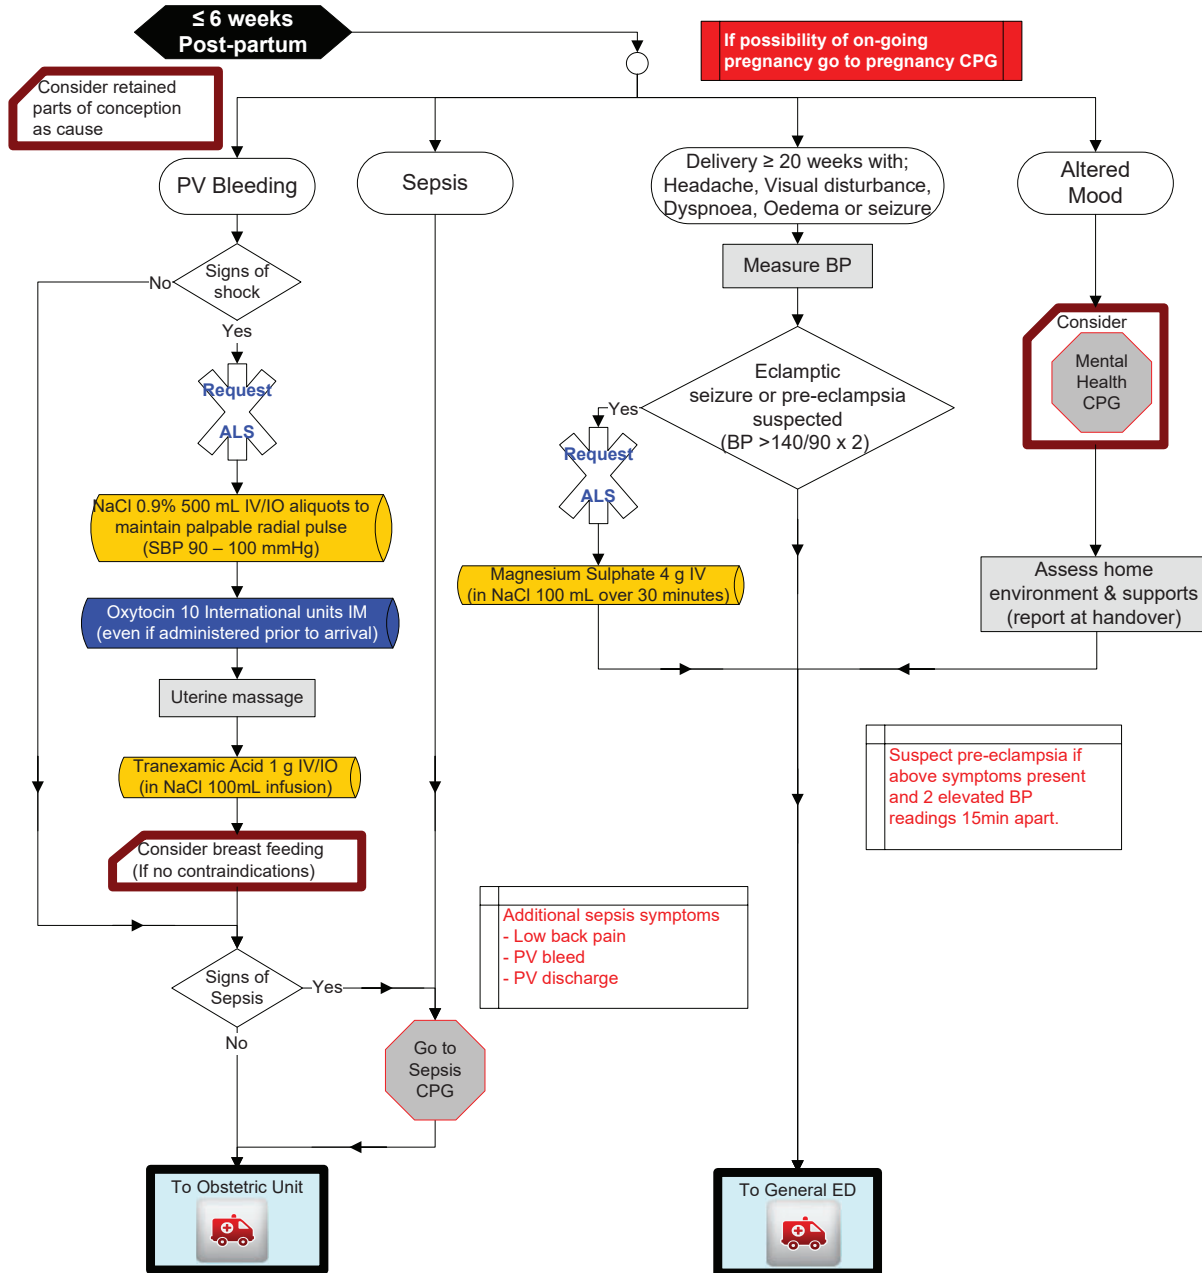 ≤ 6 weeks
Post-partum
If possibility of on-going
pregnancy go to pregnancy CPG
Consider retained
parts of conception
as cause
PV Bleeding
Sepsis
Delivery ≥ 20 weeks with;
Headache, Visual disturbance,
Dyspnoea, Oedema or seizure
Altered
Mood
Signs of
shock
No
Yes
Request
ALS
NaCl 0.9% 500 mL IV/IO aliquots to
maintain palpable radial pulse
(SBP 90 – 100 mmHg)
Oxytocin 10 International units IM
(even if administered prior to arrival)
Uterine massage
Tranexamic Acid 1 g IV/IO
(in NaCl 100mL infusion)
Consider breast feeding
(If no contraindications)
Signs of
Sepsis
Yes
No
Go to
Sepsis
CPG
Measure BP
Eclamptic
seizure or pre-eclampsia
suspected
(BP >140/90 x 2)
Yes
Request
ALS
Magnesium Sulphate 4 g IV
(in NaCl 100 mL over 30 minutes)
Consider
Mental
Health
CPG
Assess home
environment & supports
(report at handover)
Suspect pre-eclampsia if
above symptoms present
and 2 elevated BP
readings 15min apart.
Additional sepsis symptoms
- Low back pain
- PV bleed
- PV discharge
To Obstetric Unit
To General ED